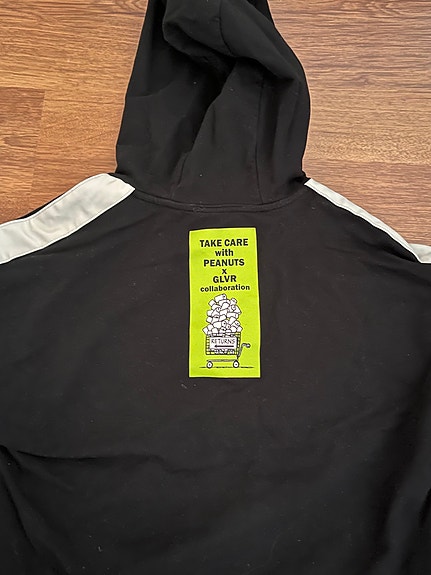 TAKE CARE
with
PEANUTS
x
GLVR
collaboration
RETURNS